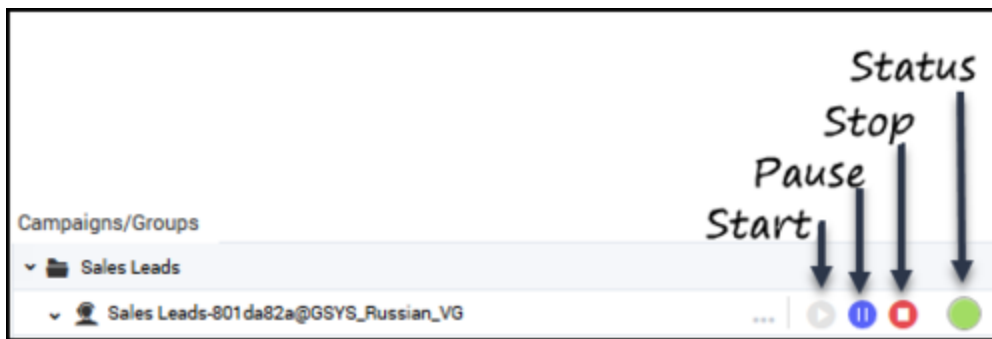 Status
Stop
Pause
Start
Campaigns/Groups
Sales Leads
Sales Leads-801da82a@GSYS_Russian_VG ...